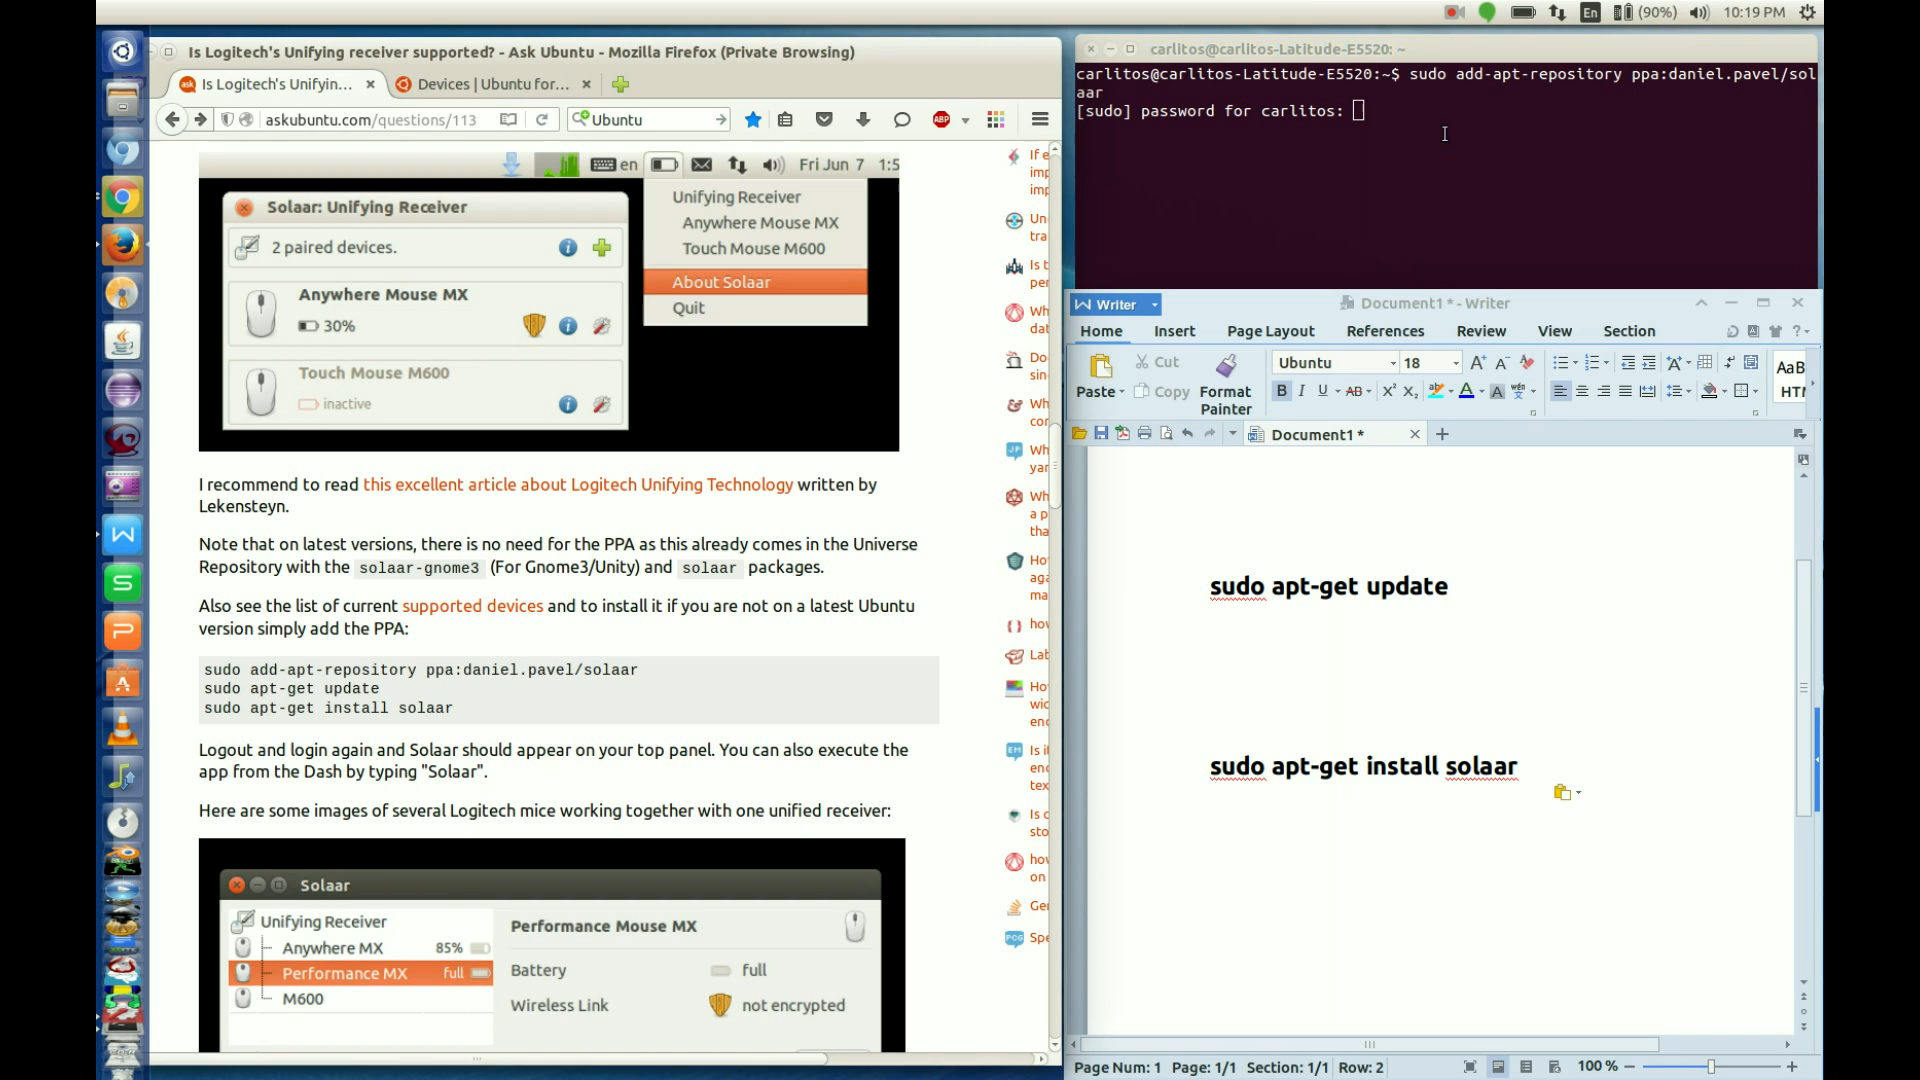 En
(90%)
10:19 PM
Is Logitech's Unifying receiver supported? - Ask Ubuntu - Mozilla Firefox (Private Browsing)
Is Logitech's Unifyin...
Devices | Ubuntu for...
askubuntu.com/questions/113
Ubuntu
ABP
en
Fri Jun 7 1:5
Solaar: Unifying Receiver
2 paired devices.
Anywhere Mouse MX
30%
Touch Mouse M600
inactive
Unifying Receiver
Anywhere Mouse MX
Touch Mouse M600
About Solaar
Quit
I recommend to read this excellent article about Logitech Unifying Technology written by
Lekensteyn.
Note that on latest versions, there is no need for the PPA as this already comes in the Universe
Repository with the solaar-gnome3 (For Gnome3/Unity) and solaar packages.
Also see the list of current supported devices and to install it if you are not on a latest Ubuntu
version simply add the PPA:
sudo add-apt-repository ppa:daniel.pavel/solaar
sudo apt-get update
sudo apt-get install solaar
Logout and login again and Solaar should appear on your top panel. You can also execute the
app from the Dash by typing "Solaar".
Here are some images of several Logitech mice working together with one unified receiver:
Solaar
Unifying Receiver
Anywhere MX 85%
Performance MX full
M600
Performance Mouse MX
Battery full
Wireless Link not encrypted
carlitos@carlitos-Latitude-E5520: ~
carlitos@carlitos-Latitude-E5520:~$ sudo add-apt-repository ppa:daniel.pavel/sol
aar
[sudo] password for carlitos:
Writer
Document1 * - Writer
Home Insert Page Layout References Review View Section
Paste
Cut
Copy
Format
Painter
Ubuntu
18
AaB
HTI
Document1 *
sudo apt-get update
sudo apt-get install solaar
Page Num: 1 Page: 1/1 Section: 1/1 Row: 2
100 %